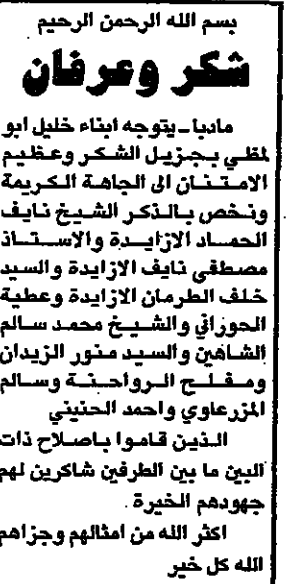 بسم الله الرحمن الرحيم
شكر وعرفان
مادبا ـ يتوجه ابناء خليل ابو
لظي بجزيل الشكر وعظيم
الامتنان الى الجاهة الكريمة
ونخص بالذكر الشيخ نايف
الحماد الازايدة والاستاذ
مصطفى نايف الازايدة والسيد
خلف الطرمان الازايدة وعطية
الحوراني والشيخ محمد سالم
الشاهين والسيد منور الزيدان
ومفلح الرواحنة وسالم
المزرعاوي واحمد الحنيني
الذين قاموا باصلاح ذات
البين ما بين الطرفين شاكرين لهم
جهودهم الخيرة .
اكثر الله من امثالهم وجزاهم
الله كل خير